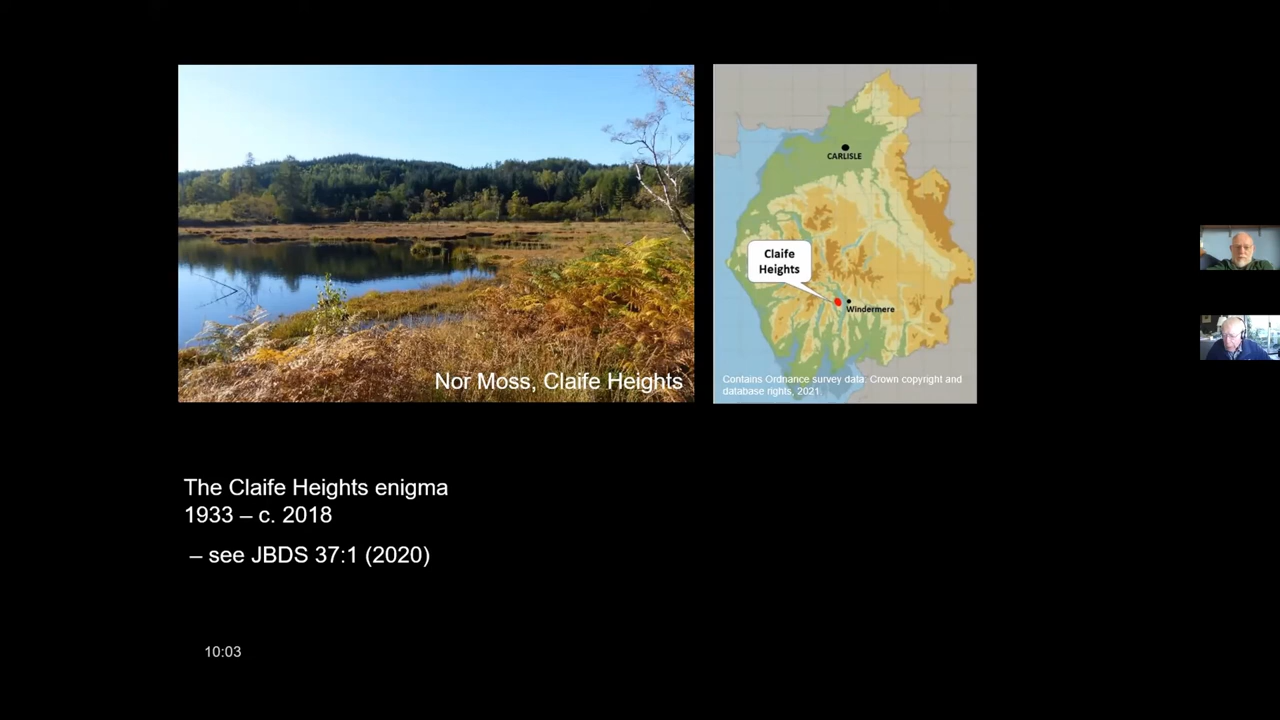 Nor Moss, Claife Heights
CARLISLE
Claife
Heights
Windermere
Contains Ordnance survey data. Crown copyright and
database rights, 2021
The Claife Heights enigma
1933 – c. 2018
– see JBDS 37:1 (2020)
10:03